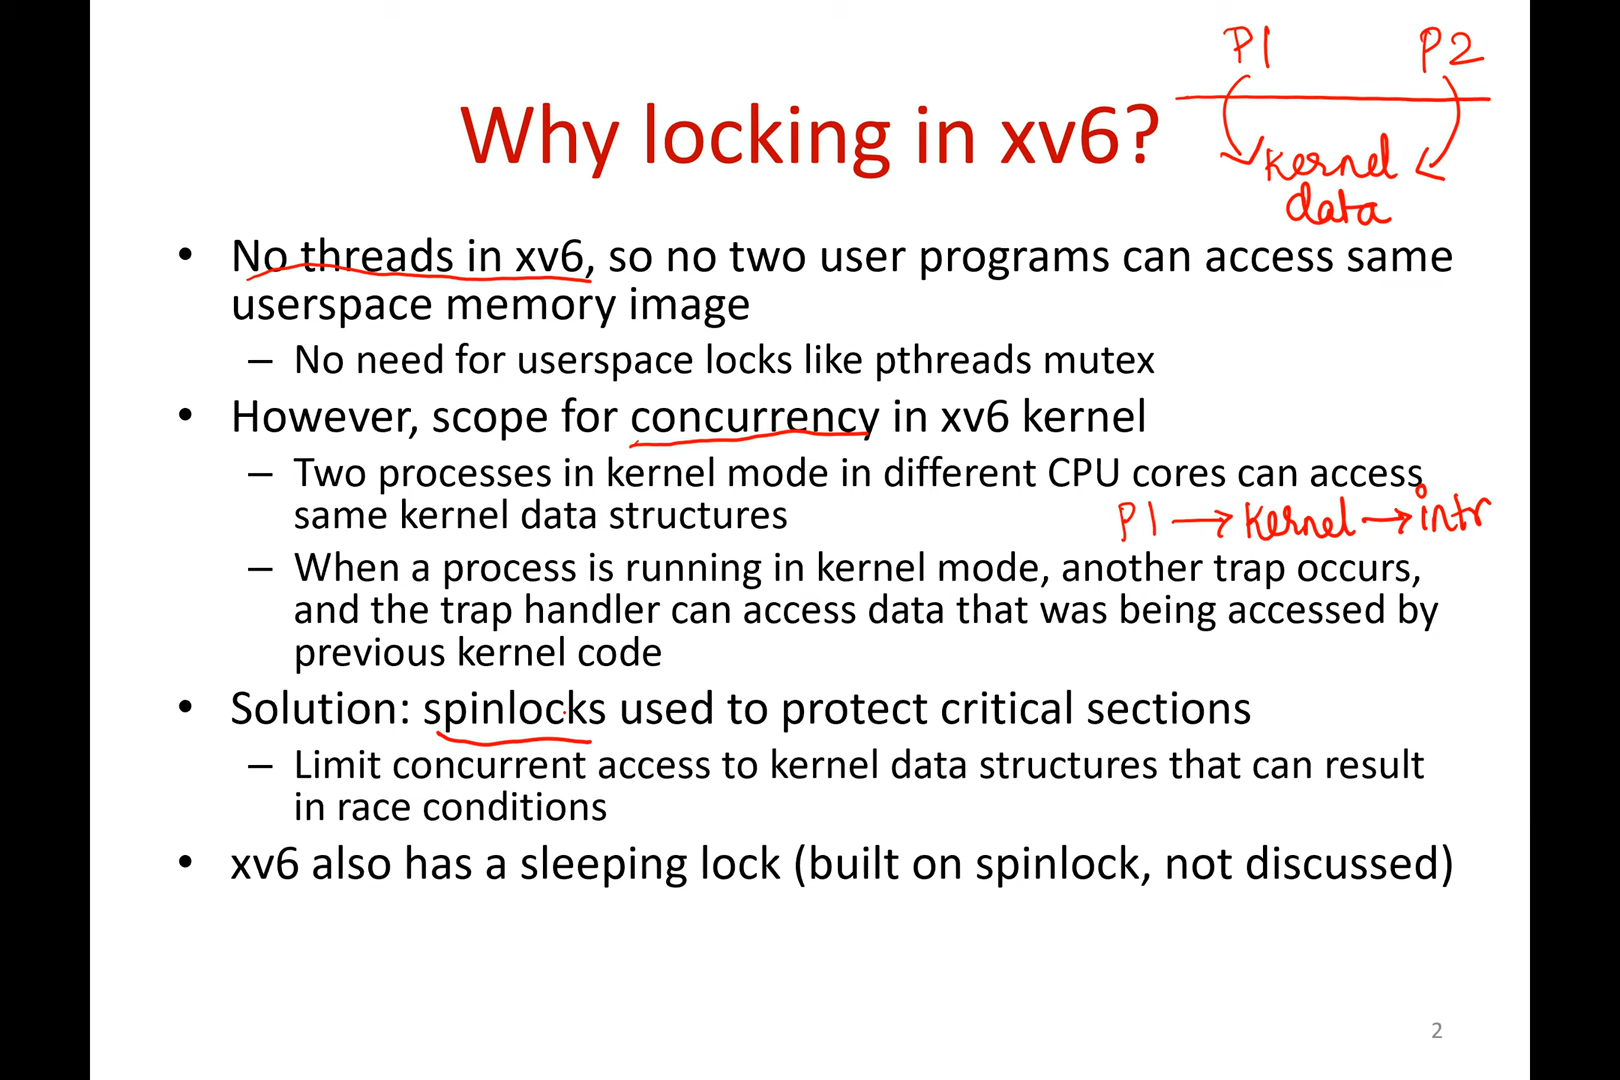 P1 P2
Why locking in xv6?
kernel
data
• No threads in xv6, so no two user programs can access same
userspace memory image
– No need for userspace locks like pthreads mutex
• However, scope for concurrency in xv6 kernel
– Two processes in kernel mode in different CPU cores can access
same kernel data structures
P1 → kernel → intr
– When a process is running in kernel mode, another trap occurs,
and the trap handler can access data that was being accessed by
previous kernel code
• Solution: spinlocks used to protect critical sections
– Limit concurrent access to kernel data structures that can result
in race conditions
• xv6 also has a sleeping lock (built on spinlock, not discussed)
2